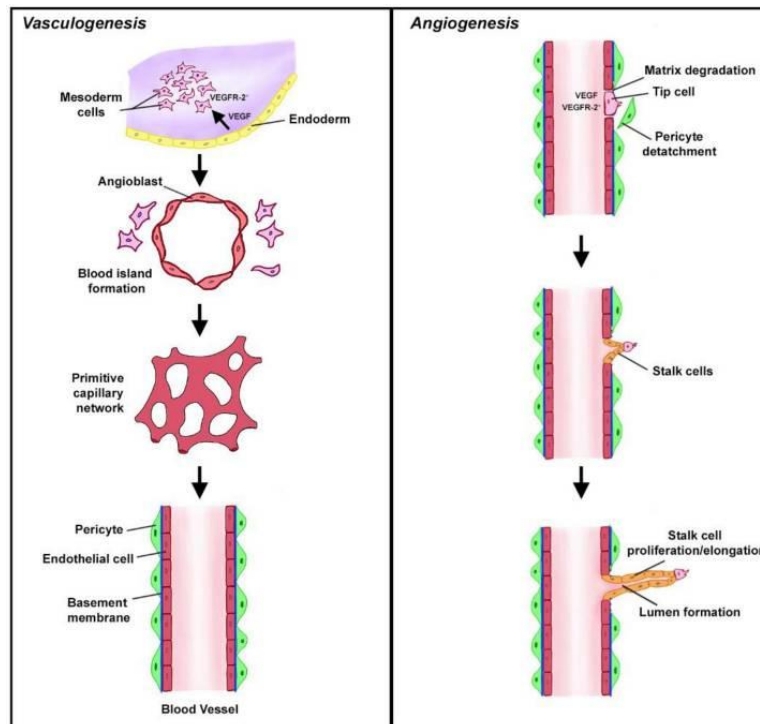 Vasculogenesis
Mesoderm
cells
VEGFR-2⁺
VEGF
Endoderm
Angioblast
Blood island
formation
Primitive
capillary
network
Pericyte
Endothelial cell
Basement
membrane
Blood Vessel
Angiogenesis
Matrix degradation
VEGF
VEGFR-2⁺
Tip cell
Pericyte
detatchment
Stalk cells
Stalk cell
proliferation/elongation
Lumen formation